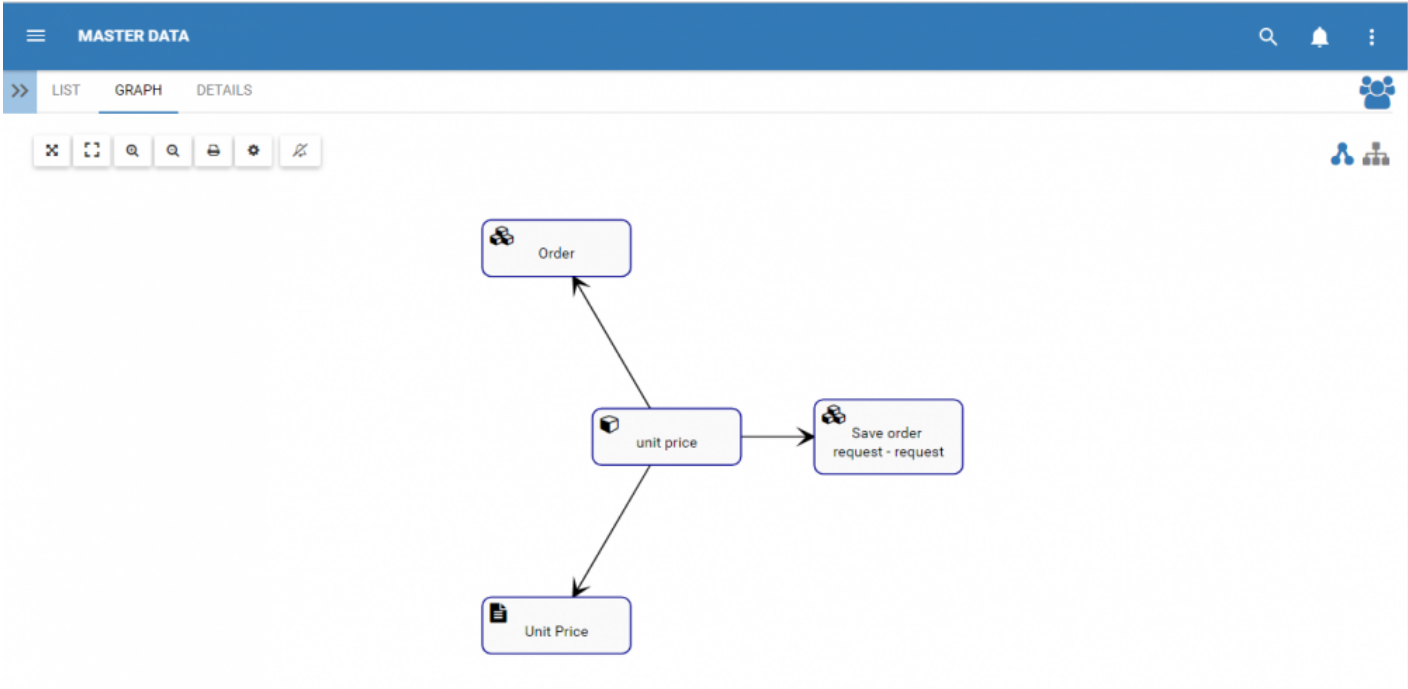 MASTER DATA
LIST GRAPH DETAILS
Order
unit price
Save order
request - request
Unit Price